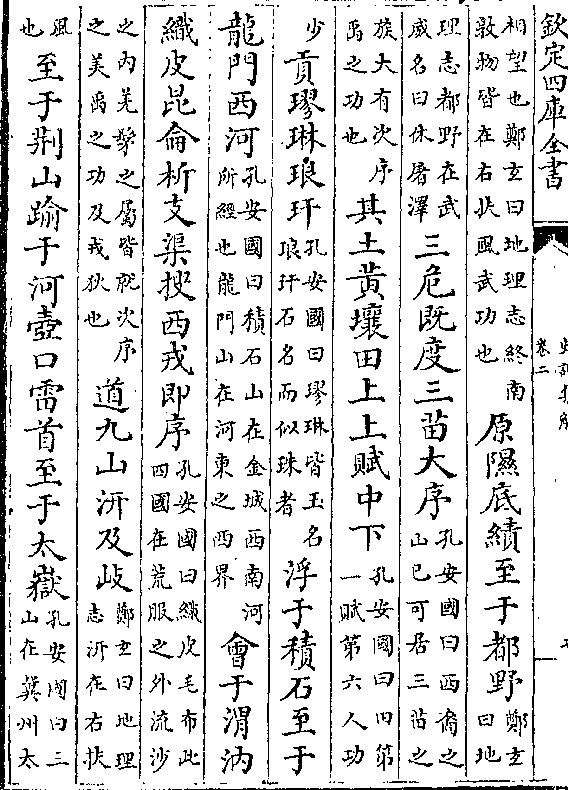 欽定四庫全書
卷二
相望也鄭玄曰地理志終南敦物皆在右扶風武功也原隰底績至于都野鄭玄曰地
理志都野在武威名曰休屠澤三危既度三苗大序孔安國曰西裔之山已可居三苗之
族大有次序禹之功也其土黃壤田上上賦中下孔安國曰田第一賦第六人功
少貢璆琳琅玕孔安國曰璆琳皆玉名琅玕石名而似珠者浮于積石至于
龍門西河孔安國曰積石山在金城西南河所經也龍門山在河東之西界會于渭汭
織皮昆侖析支渠搜西戎即序孔安國曰織皮毛布此四國在荒服之外流沙
之內羌髳之屬皆就次序之美禹之功及戎狄也道九山汧及岐鄭玄曰地理志汧在右扶
風也至于荆山踰于河壺口雷首至于太嶽孔安國曰三山在冀州太